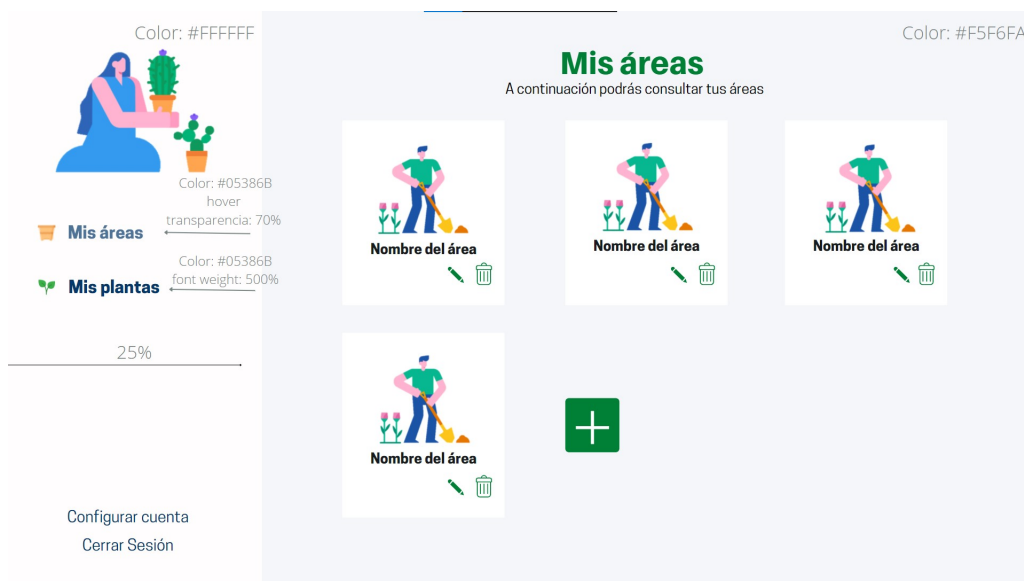 Color: #FFFFFF
Color: #F5F6FA
Mis áreas
A continuación podrás consultar tus áreas
Color: #05386B
hover
transparencia: 70%
Mis áreas
Color: #05386B
font weight: 500%
Mis plantas
25%
Configurar cuenta
Cerrar Sesión
Nombre del área
Nombre del área
Nombre del área
Nombre del área